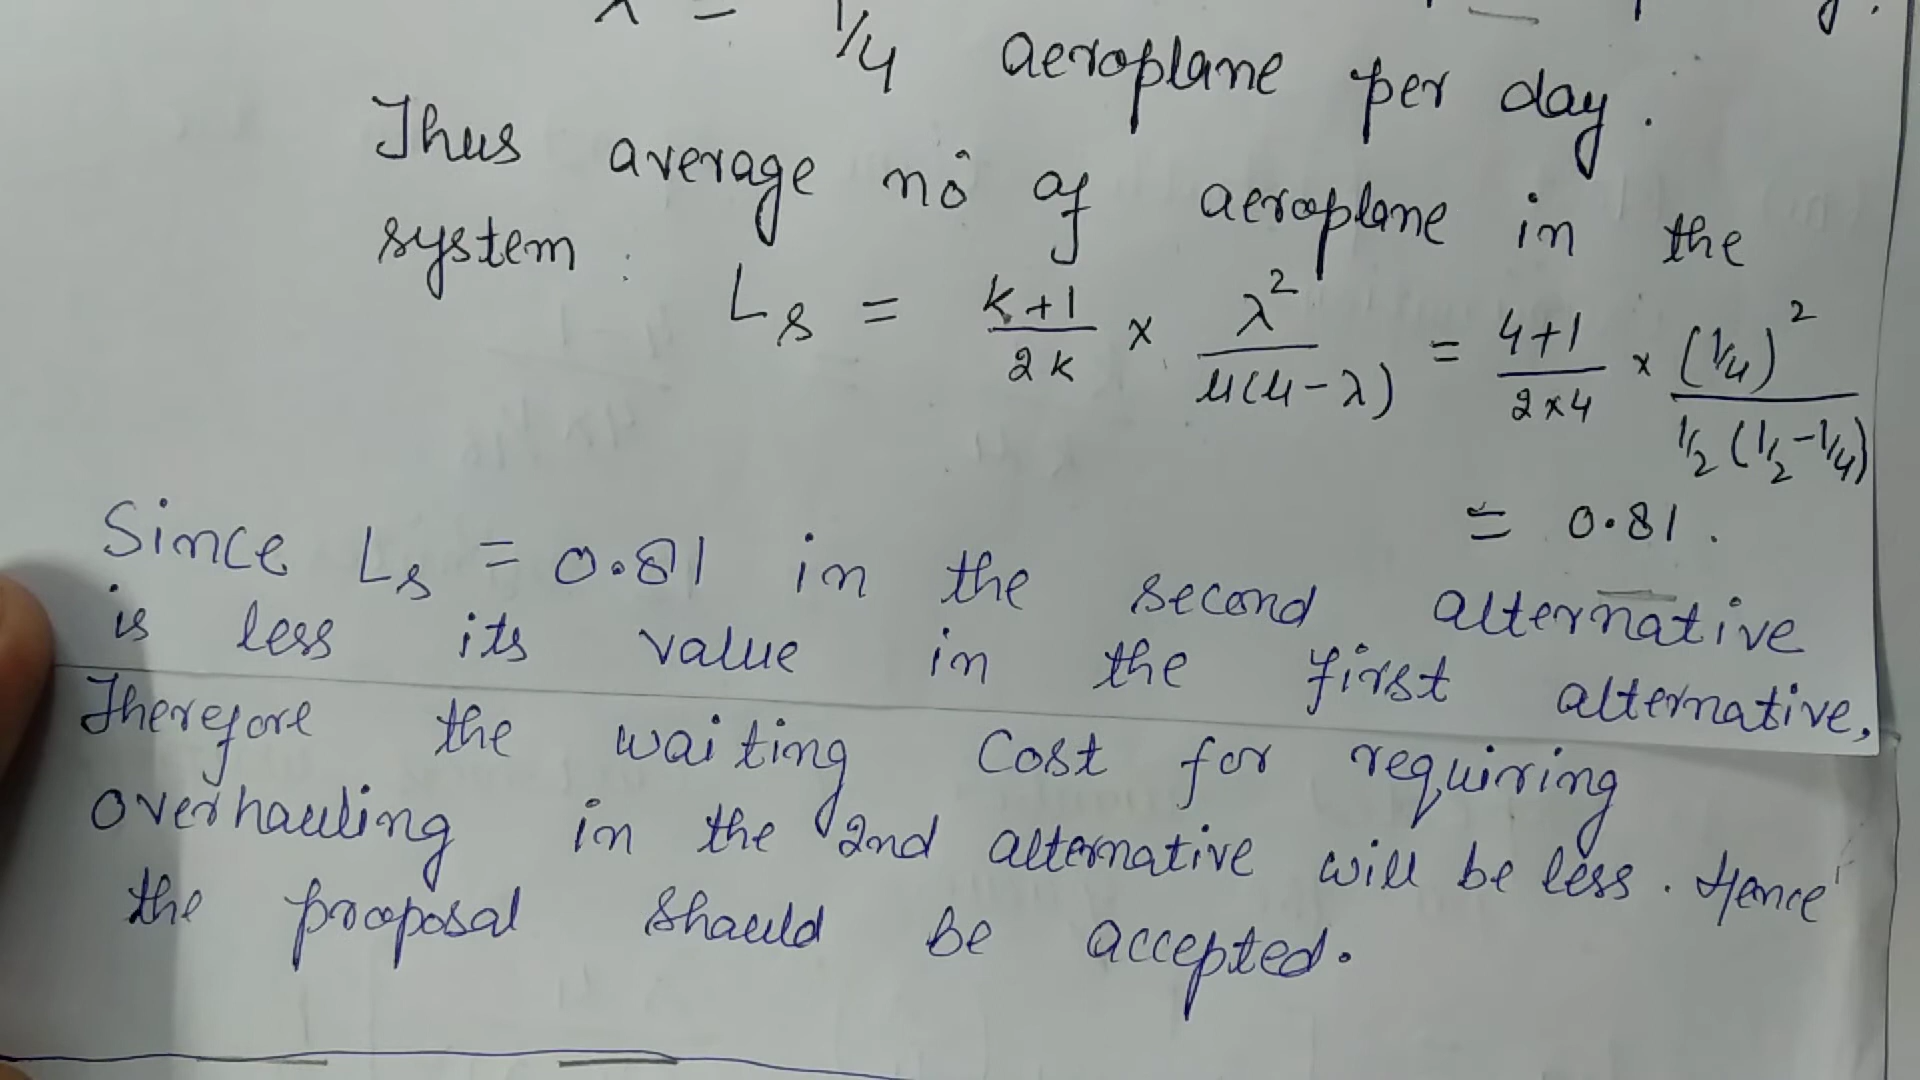 λ = 1/4 aeroplane per day.
Thus average no of aeroplane in the
system : Ls = k+1/2k × λ²/μ(μ-λ) = 4+1/2×4 × (1/4)²/1/2(1/2-1/4)
= 0.81.
Since Ls = 0.81 in the second alternative
is less its value in the first alternative,
Therefore the waiting cost for requiring
overhauling in the 2nd alternative will be less. Hence
the proposal should be accepted.